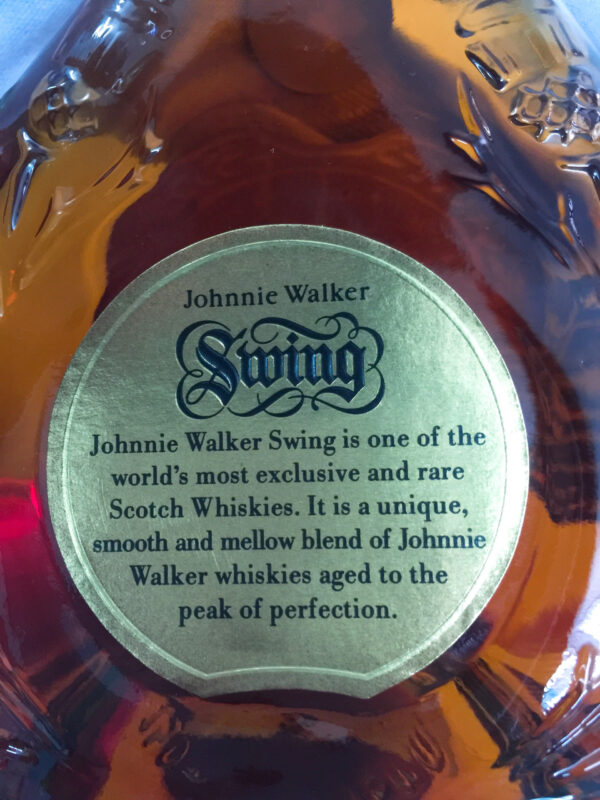 Johnnie Walker
Swing
Johnnie Walker Swing is one of the
world's most exclusive and rare
Scotch Whiskies. It is a unique,
smooth and mellow blend of Johnnie
Walker whiskies aged to the
peak of perfection.